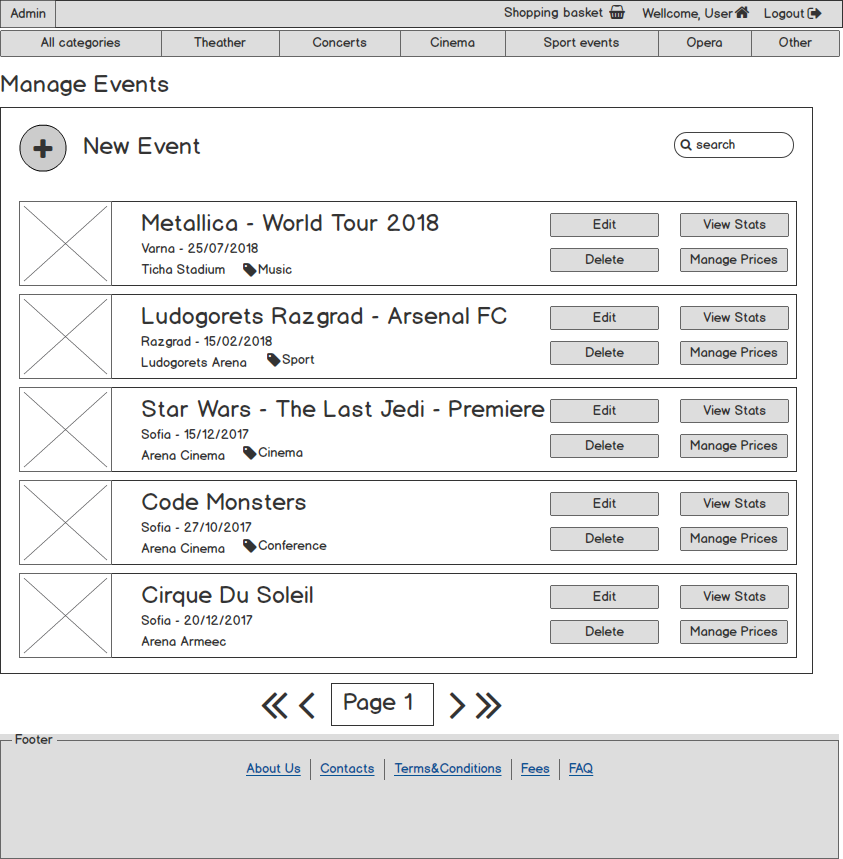 Admin Shopping basket Wellcome, User Logout
All categories Theather Concerts Cinema Sport events Opera Other
Manage Events
New Event search
Metallica - World Tour 2018 Edit View Stats
Varna - 25/07/2018
Ticha Stadium Music Delete Manage Prices
Ludogorets Razgrad - Arsenal FC Edit View Stats
Razgrad - 15/02/2018
Ludogorets Arena Sport Delete Manage Prices
Star Wars - The Last Jedi - Premiere Edit View Stats
Sofia - 15/12/2017
Arena Cinema Cinema Delete Manage Prices
Code Monsters Edit View Stats
Sofia - 27/10/2017
Arena Cinema Conference Delete Manage Prices
Cirque Du Soleil Edit View Stats
Sofia - 20/12/2017
Arena Armeec Delete Manage Prices
Page 1
Footer
About Us Contacts Terms&Conditions Fees FAQ